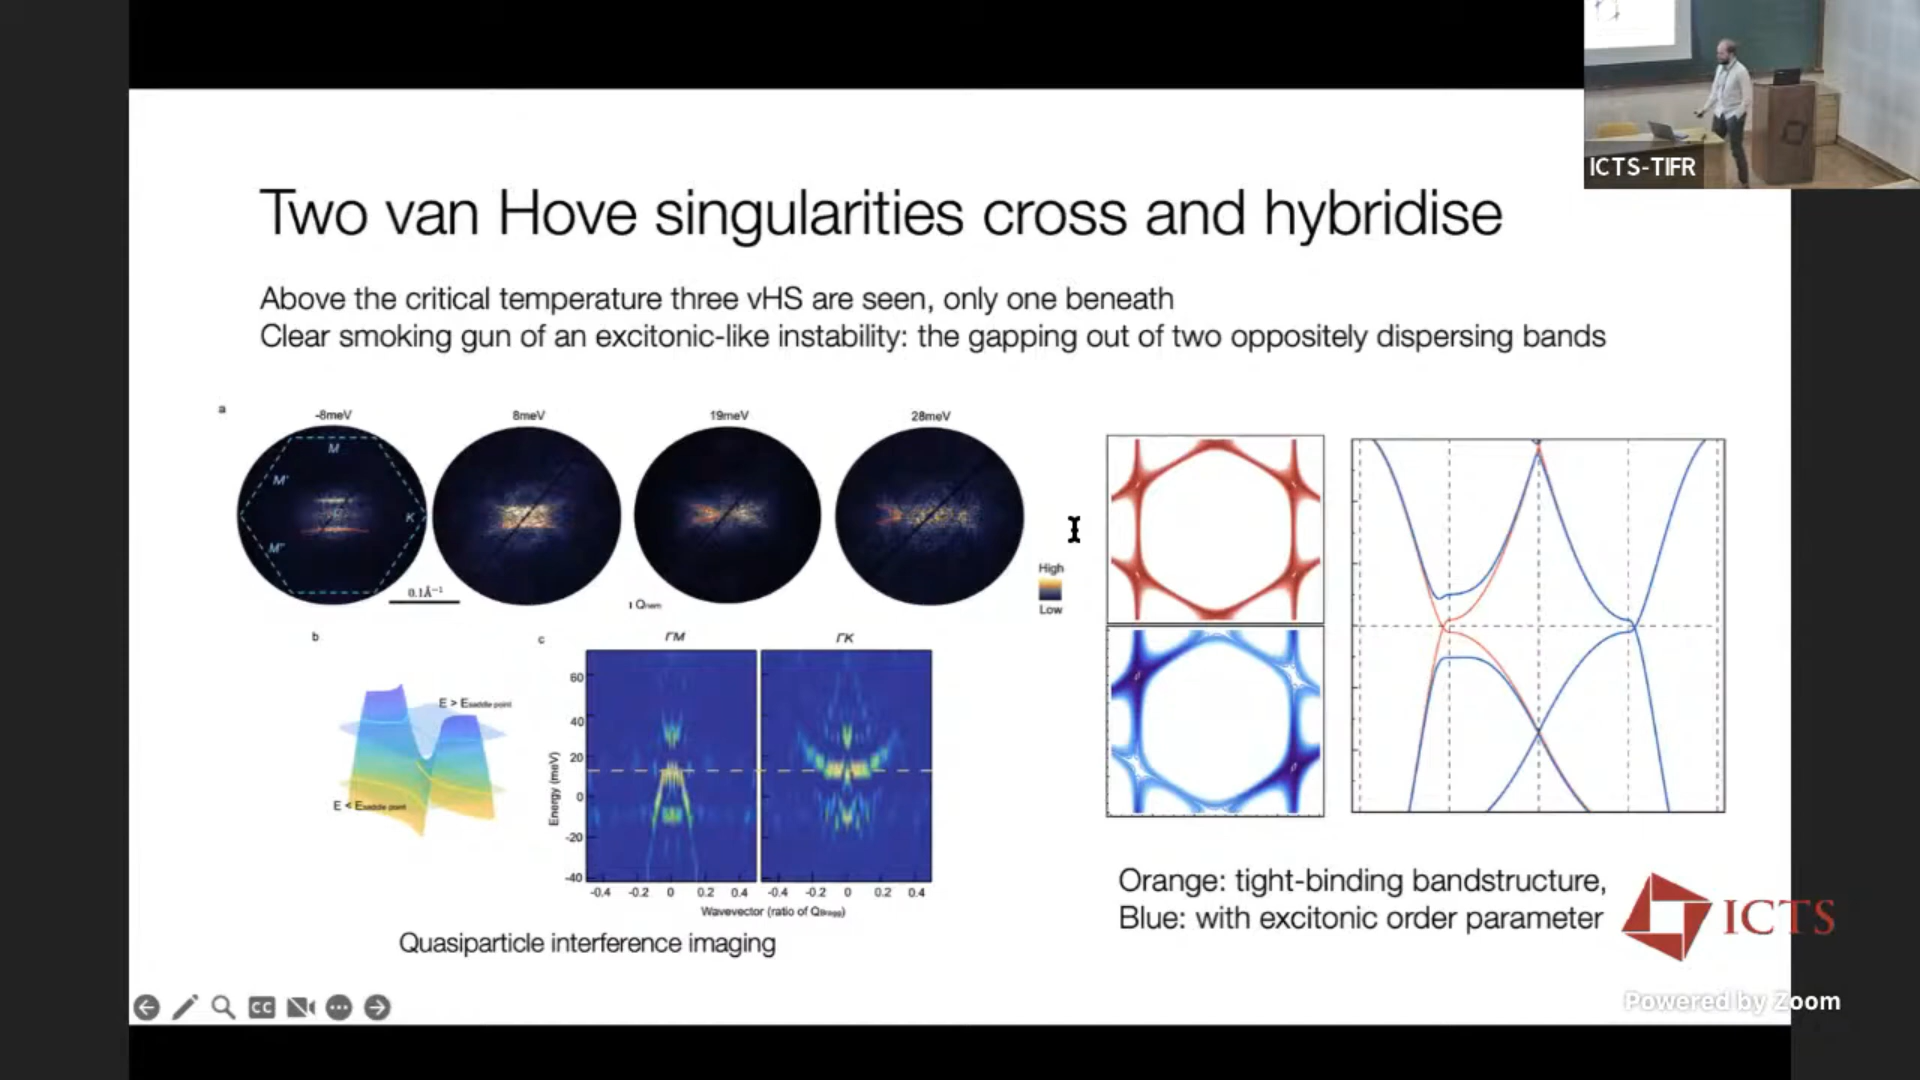 ICTS-TIFR
Two van Hove singularities cross and hybridise
Above the critical temperature three vHS are seen, only one beneath
Clear smoking gun of an excitonic-like instability: the gapping out of two oppositely dispersing bands
a
-8meV
8meV
19meV
28meV
M
M'
K
M''
0.1Å⁻¹
High
Low
b
E > Esaddle point
E < Esaddle point
c
ΓM
ΓK
Energy (meV)
60
40
20
0
-20
-40
-0.4 -0.2 0 0.2 0.4
-0.4 -0.2 0 0.2 0.4
Wavevector (ratio of QBragg)
Quasiparticle interference imaging
Orange: tight-binding bandstructure,
Blue: with excitonic order parameter
ICTS
CC
Powered by Zoom